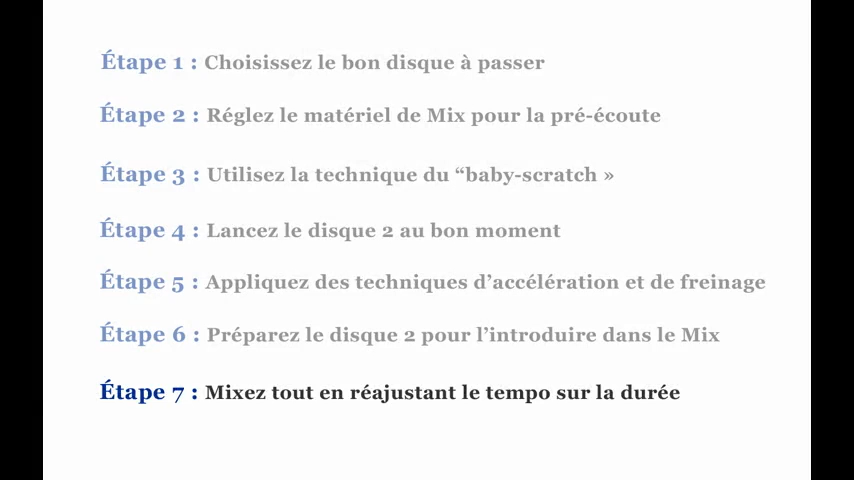 Étape 1 : Choisissez le bon disque à passer
Étape 2 : Réglez le matériel de Mix pour la pré-écoute
Étape 3 : Utilisez la technique du “baby-scratch »
Étape 4 : Lancez le disque 2 au bon moment
Étape 5 : Appliquez des techniques d’accélération et de freinage
Étape 6 : Préparez le disque 2 pour l’introduire dans le Mix
Étape 7 : Mixez tout en réajustant le tempo sur la durée